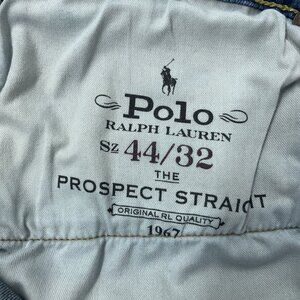 Polo
RALPH LAUREN
Sz 44/32
THE
PROSPECT STRAIGHT
ORIGINAL RL QUALITY
1967